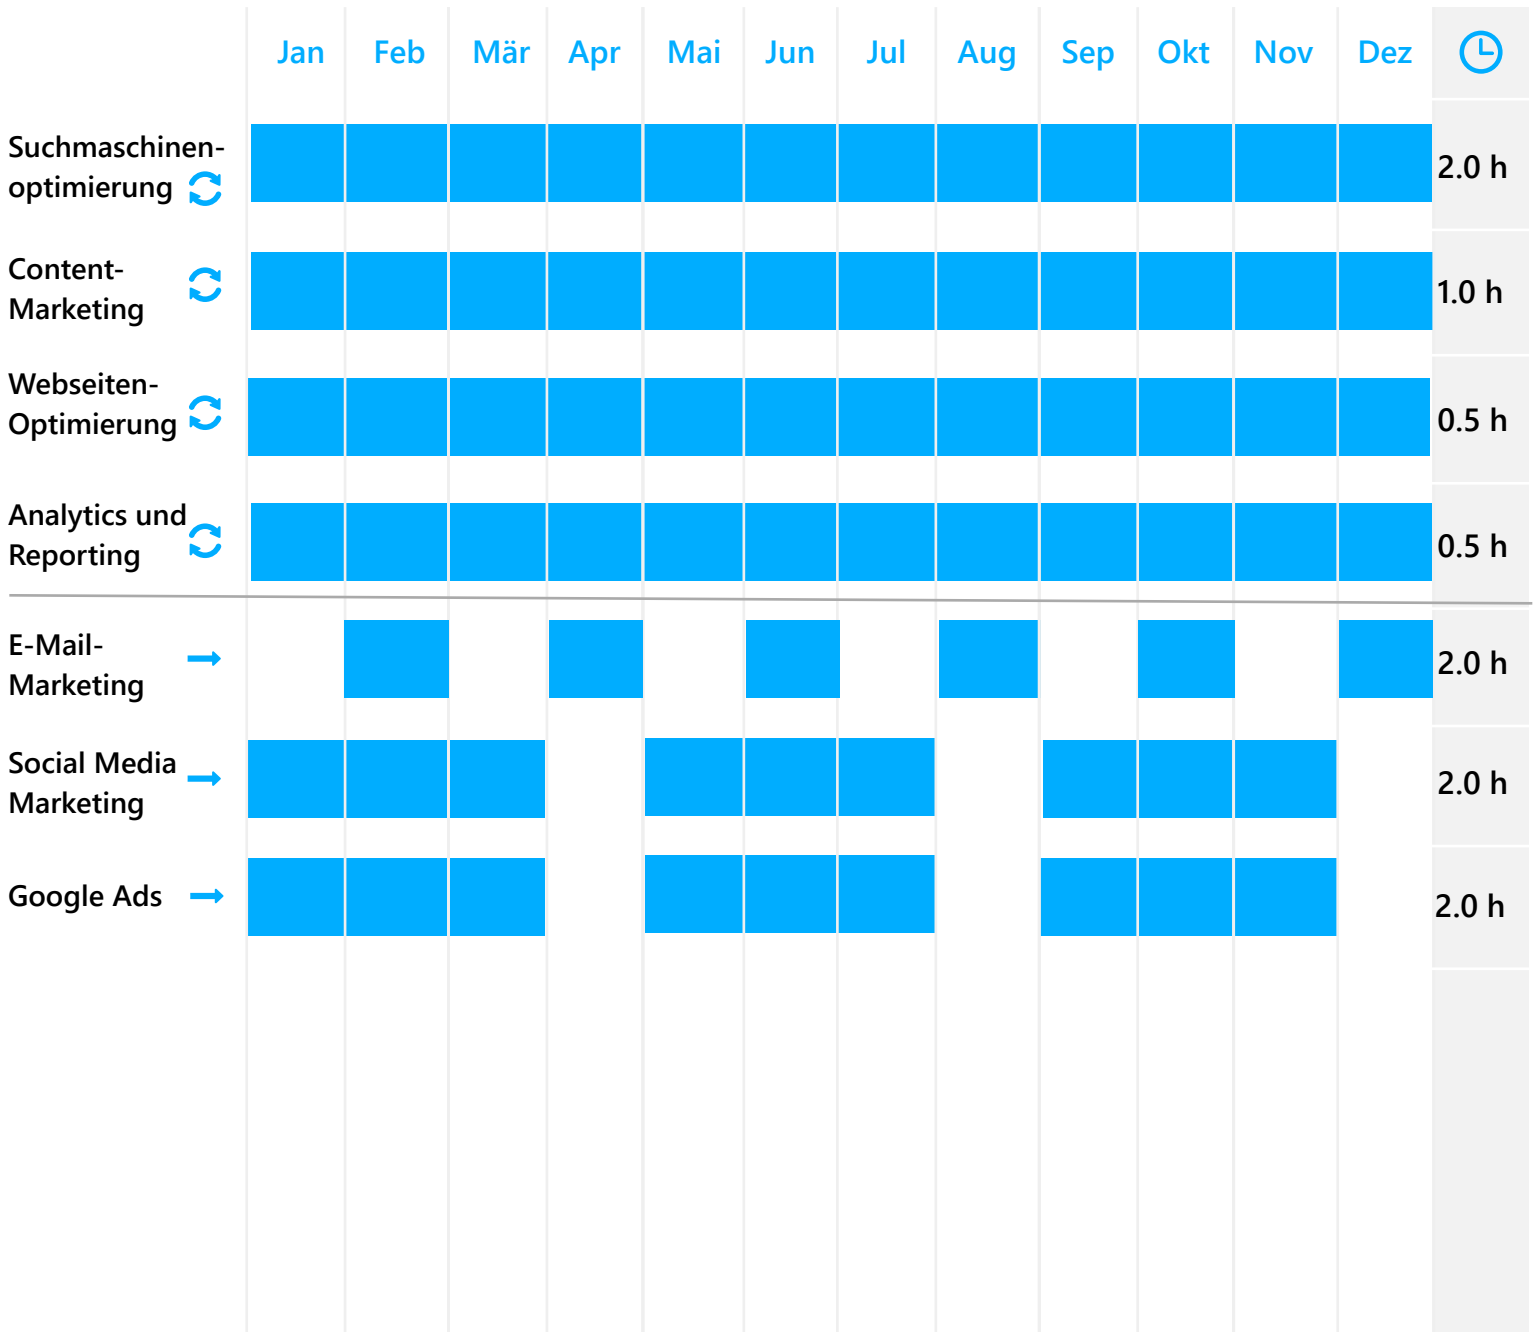 Jan Feb Mär Apr Mai Jun Jul Aug Sep Okt Nov Dez
Suchmaschinen-
optimierung
2.0 h
Content-
Marketing
1.0 h
Webseiten-
Optimierung
0.5 h
Analytics und
Reporting
0.5 h
E-Mail-
Marketing
2.0 h
Social Media
Marketing
2.0 h
Google Ads
2.0 h